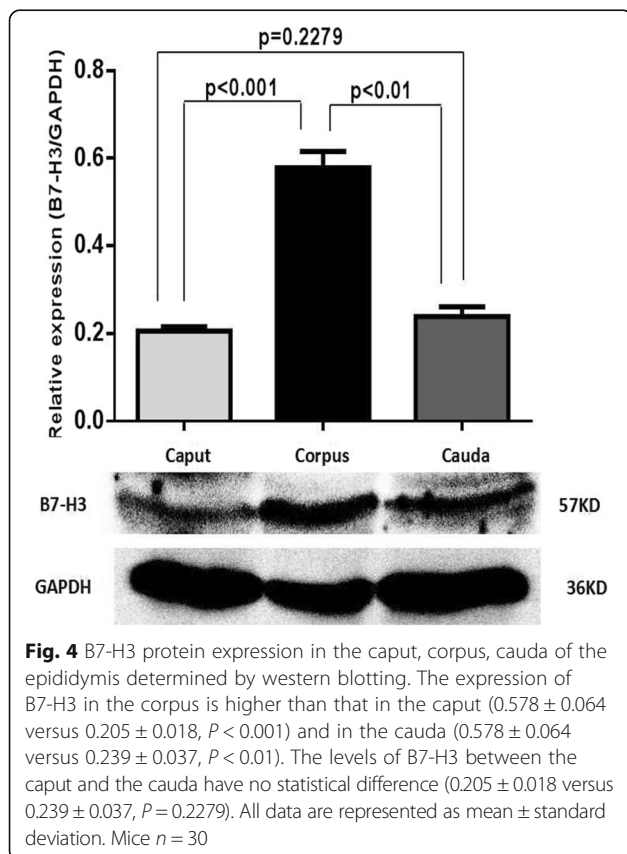 p=0.2279
p<0.001
p<0.01
Relative expression (B7-H3/GAPDH)
0.8
0.6
0.4
0.2
0.0
Caput Corpus Cauda
B7-H3 57KD
GAPDH 36KD
Fig. 4 B7-H3 protein expression in the caput, corpus, cauda of the
epididymis determined by western blotting. The expression of
B7-H3 in the corpus is higher than that in the caput (0.578 ± 0.064
versus 0.205 ± 0.018, P < 0.001) and in the cauda (0.578 ± 0.064
versus 0.239 ± 0.037, P < 0.01). The levels of B7-H3 between the
caput and the cauda have no statistical difference (0.205 ± 0.018 versus
0.239 ± 0.037, P = 0.2279). All data are represented as mean ± standard
deviation. Mice n = 30